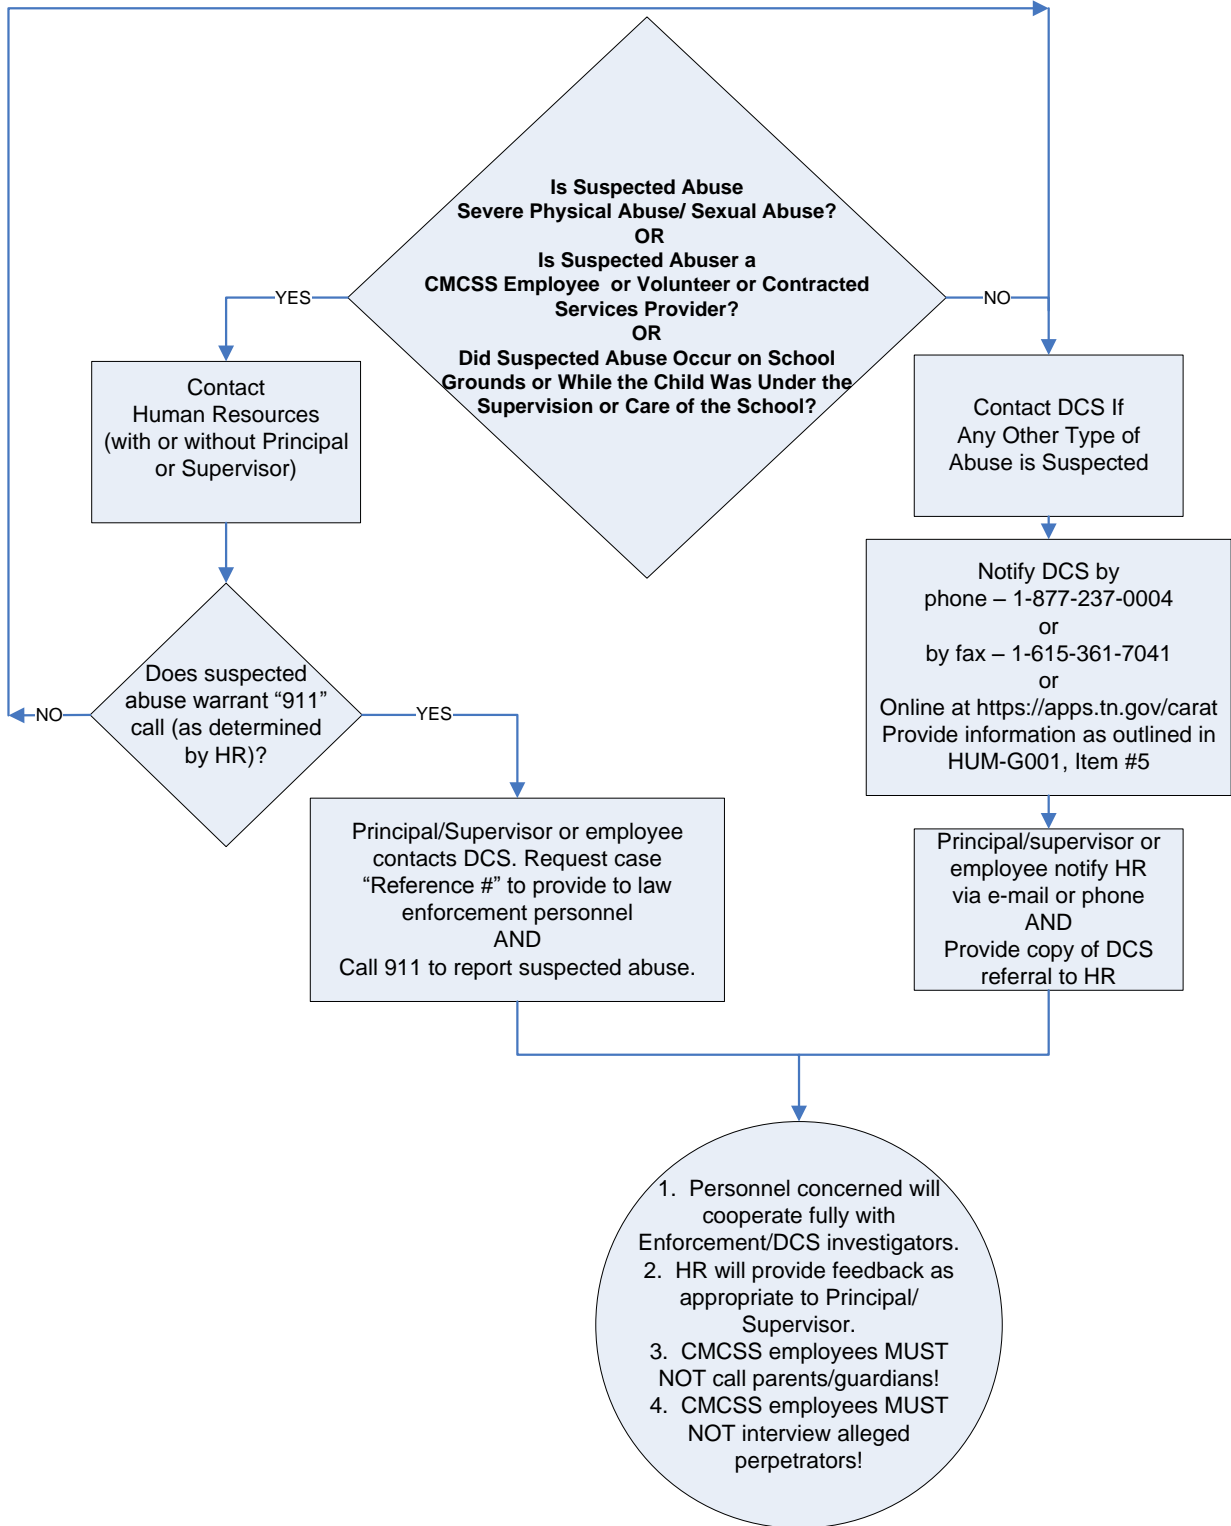 Is Suspected Abuse
Severe Physical Abuse/ Sexual Abuse?
OR
Is Suspected Abuser a
CMCSS Employee or Volunteer or Contracted
Services Provider?
OR
Did Suspected Abuse Occur on School
Grounds or While the Child Was Under the
Supervision or Care of the School?
YES
NO
Contact
Human Resources
(with or without Principal
or Supervisor)
Contact DCS If
Any Other Type of
Abuse is Suspected
Notify DCS by
phone – 1-877-237-0004
or
by fax – 1-615-361-7041
or
Online at https://apps.tn.gov/carat
Provide information as outlined in
HUM-G001, Item #5
Does suspected
abuse warrant “911”
call (as determined
by HR)?
NO
YES
Principal/Supervisor or employee
contacts DCS. Request case
“Reference #” to provide to law
enforcement personnel
AND
Call 911 to report suspected abuse.
Principal/supervisor or
employee notify HR
via e-mail or phone
AND
Provide copy of DCS
referral to HR
1. Personnel concerned will
cooperate fully with
Enforcement/DCS investigators.
2. HR will provide feedback as
appropriate to Principal/
Supervisor.
3. CMCSS employees MUST
NOT call parents/guardians!
4. CMCSS employees MUST
NOT interview alleged
perpetrators!